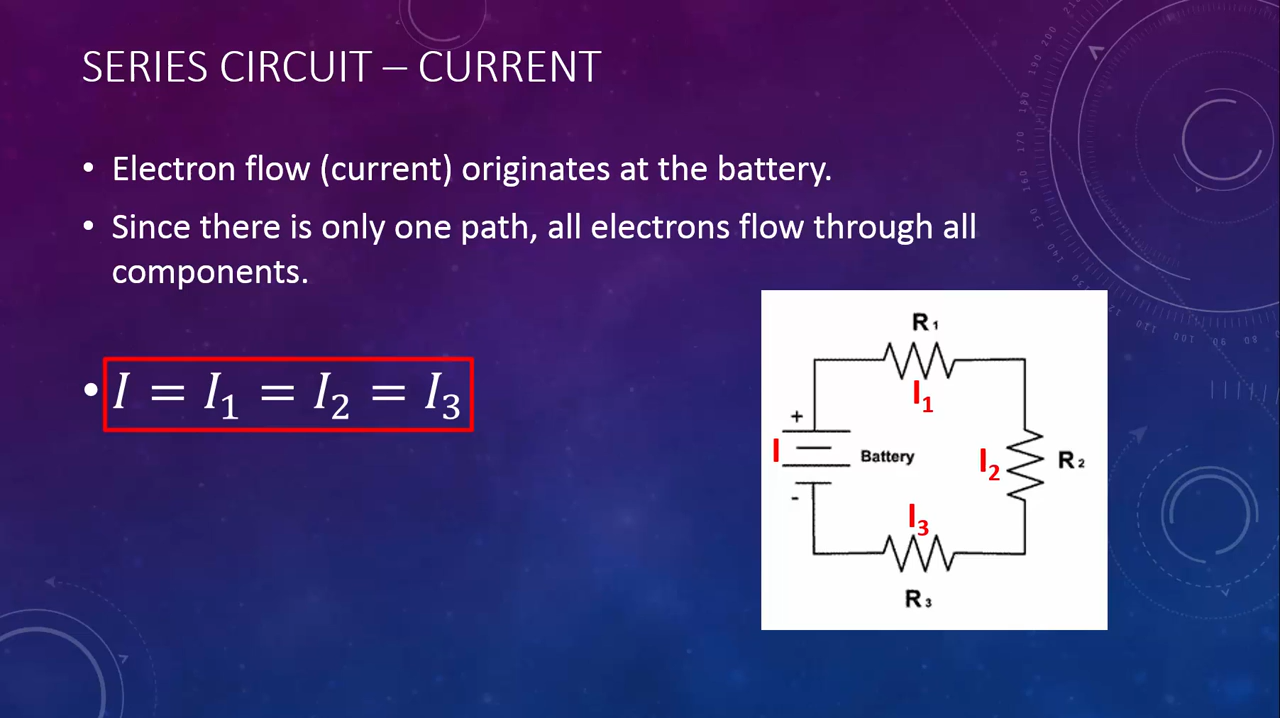 SERIES CIRCUIT – CURRENT
• Electron flow (current) originates at the battery.
• Since there is only one path, all electrons flow through all
components.
• I = I₁ = I₂ = I₃
R₁
I₁
+
I
Battery
I₂
R₂
-
I₃
R₃